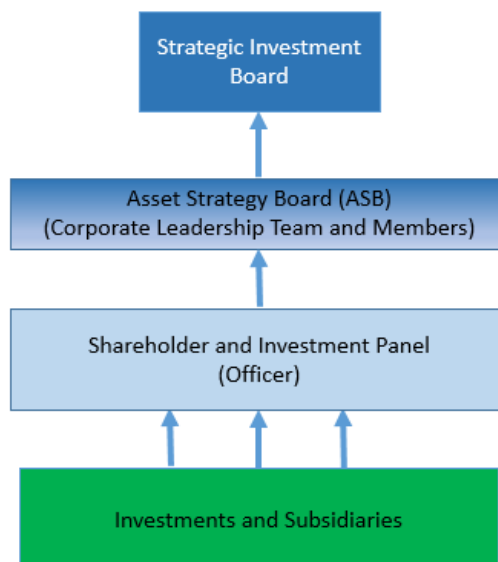 Strategic Investment
Board
Asset Strategy Board (ASB)
(Corporate Leadership Team and Members)
Shareholder and Investment Panel
(Officer)
Investments and Subsidiaries